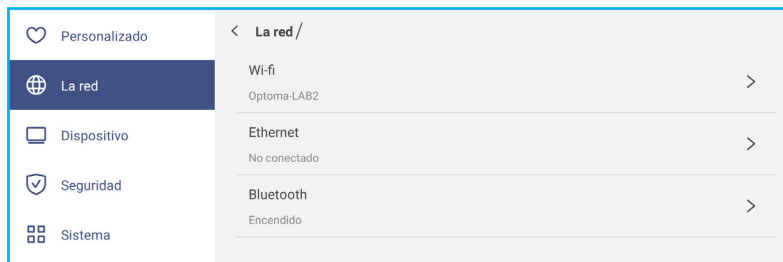 Personalizado
La red
Dispositivo
Seguridad
Sistema
La red/
Wi-fi
Optoma-LAB2
Ethernet
No conectado
Bluetooth
Encendido